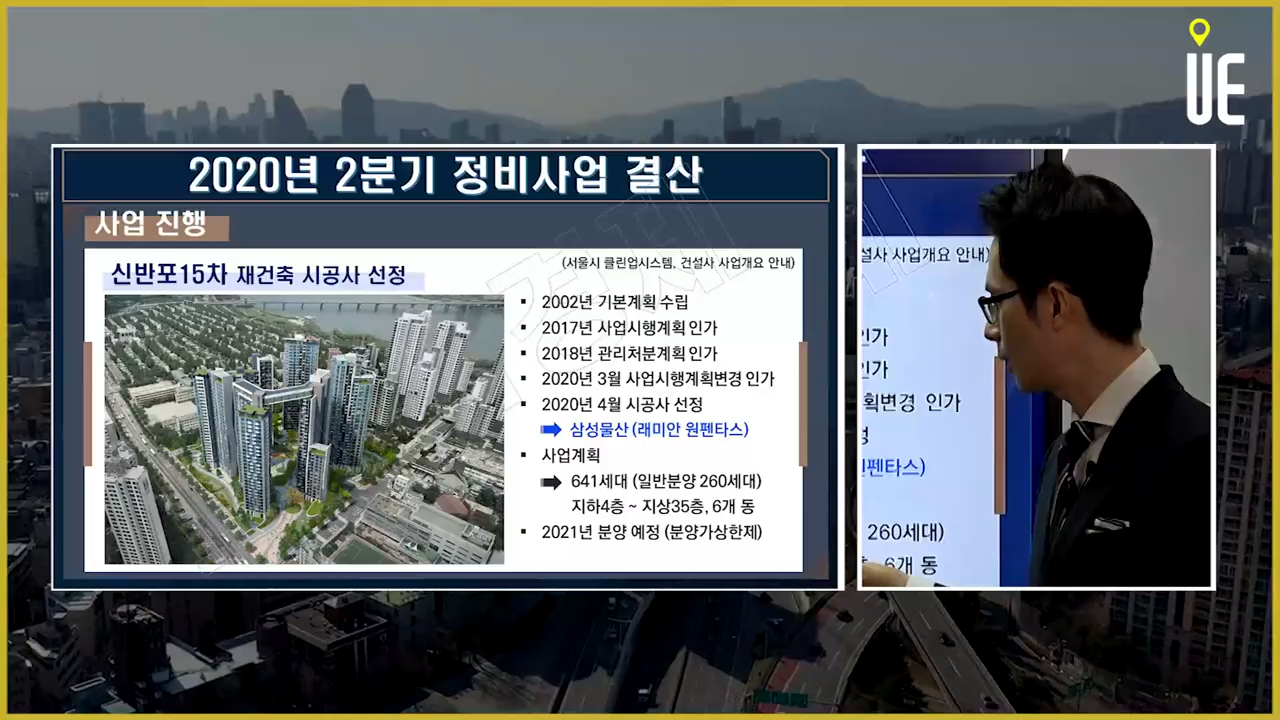 UE
2020년 2분기 정비사업 결산
사업 진행
신반포15차 재건축 시공사 선정
(서울시 클린업시스템, 건설사 사업개요 안내)
▪ 2002년 기본계획 수립
▪ 2017년 사업시행계획 인가
▪ 2018년 관리처분계획 인가
▪ 2020년 3월 사업시행계획변경 인가
▪ 2020년 4월 시공사 선정
➡ 삼성물산 (래미안 원펜타스)
▪ 사업계획
➡ 641세대 (일반분양 260세대)
지하4층 ~ 지상35층, 6개 동
▪ 2021년 분양 예정 (분양가상한제)
경제
설사 사업개요 안내)
인가
인가
획변경 인가
펜타스)
260세대)
6개 동